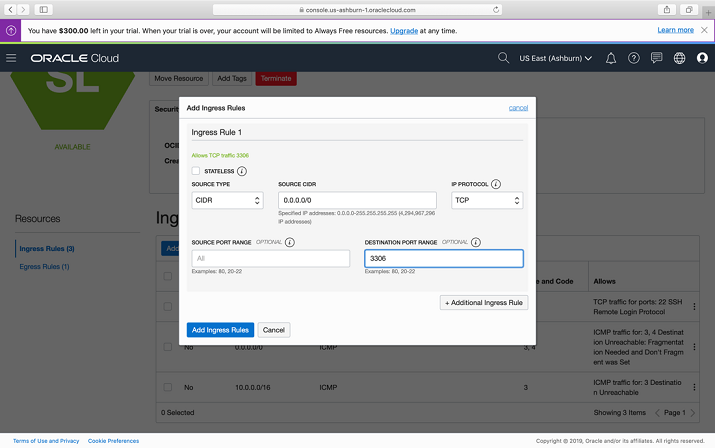 console.us-ashburn-1.oraclecloud.com
You have $300.00 left in your trial. When your trial is over, your account will be limited to Always Free resources. Upgrade at any time.
Learn more
ORACLE Cloud
US East (Ashburn)
SL
AVAILABLE
Move Resource
Add Tags
Terminate
Securit
OCI
Crea
Resources
Ingress Rules (3)
Egress Rules (1)
Ing
Add
Add Ingress Rules
cancel
Ingress Rule 1
Allows TCP traffic 3306
STATELESS
SOURCE TYPE
SOURCE CIDR
IP PROTOCOL
CIDR
0.0.0.0/0
TCP
Specified IP addresses: 0.0.0.0-255.255.255.255 (4,294,967,296
IP addresses)
SOURCE PORT RANGE OPTIONAL
DESTINATION PORT RANGE OPTIONAL
All
3306
Examples: 80, 20-22
Examples: 80, 20-22
+ Additional Ingress Rule
Add Ingress Rules
Cancel
e and Code
Allows
TCP traffic for ports: 22 SSH
Remote Login Protocol
No
0.0.0.0/0
ICMP
3, 4
ICMP traffic for: 3, 4 Destinat
ion Unreachable: Fragmentat
ion Needed and Don't Fragm
ent was Set
No
10.0.0.0/16
ICMP
3
ICMP traffic for: 3 Destinatio
n Unreachable
0 Selected
Showing 3 Items
Page 1
Terms of Use and Privacy
Cookie Preferences
Copyright © 2019, Oracle and/or its affiliates. All rights reserved.